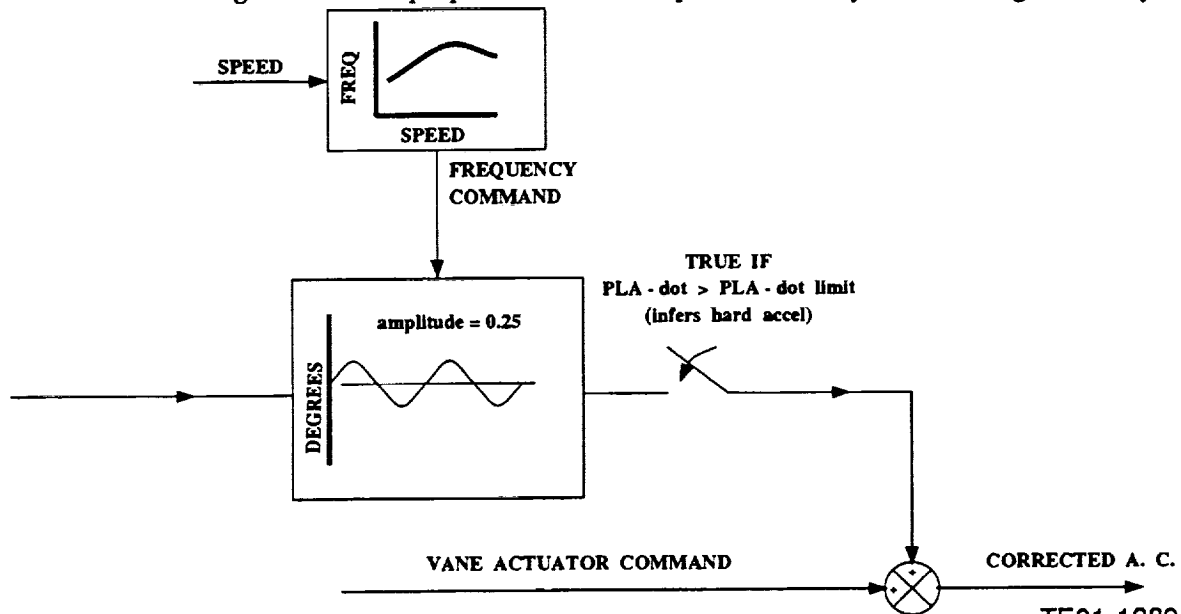 SPEED
FREQ
SPEED
FREQUENCY
COMMAND
TRUE IF
PLA - dot > PLA - dot limit
(infers hard accel)
amplitude = 0.25
DEGREES
VANE ACTUATOR COMMAND
+
+
CORRECTED A. C.